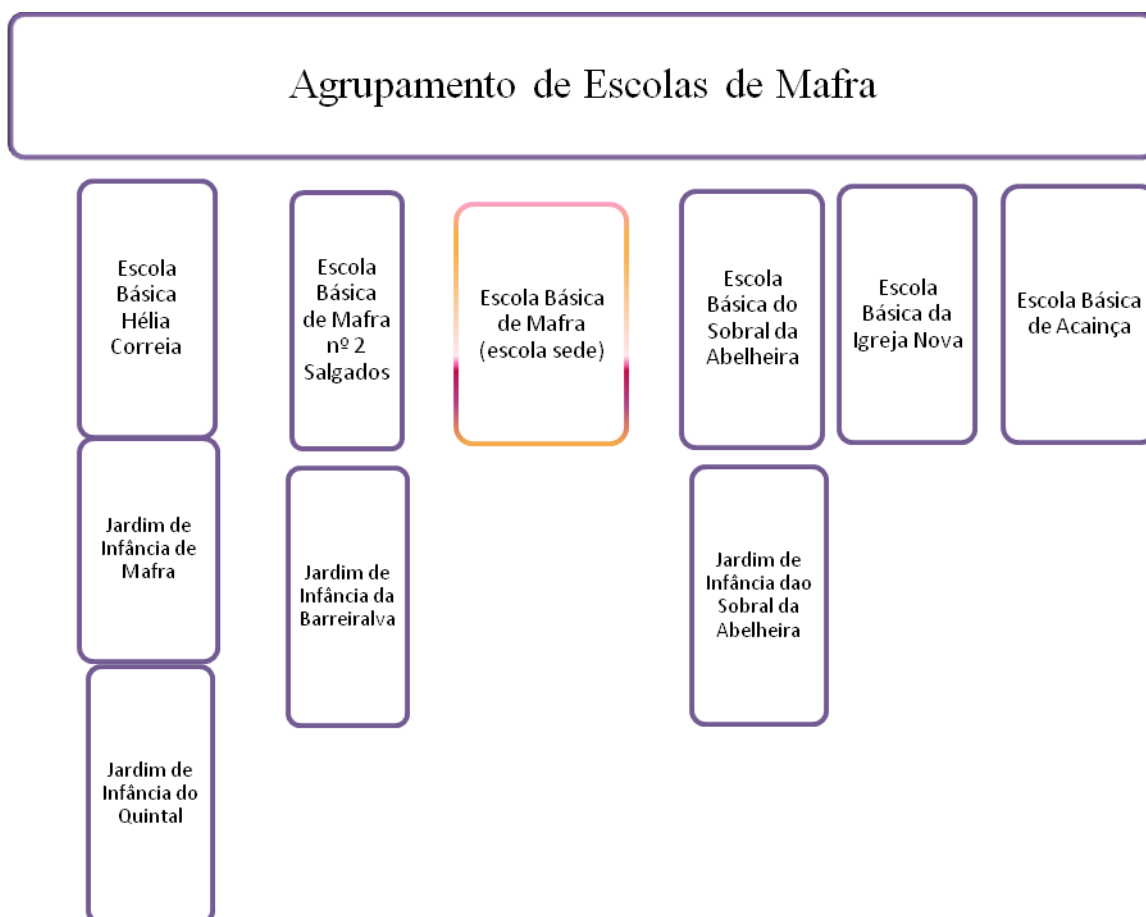 Agrupamento de Escolas de Mafra
Escola
Básica
Hélia
Correia
Escola
Básica
de Mafra
nº 2
Salgados
Escola Básica
de Mafra
(escola sede)
Escola
Básica do
Sobral da
Abelheira
Escola
Básica da
Igreja Nova
Escola Básica
de Acainça
Jardim de
Infância de
Mafra
Jardim de
Infância da
Barreiralva
Jardim de
Infância dao
Sobral da
Abelheira
Jardim de
Infância do
Quintal